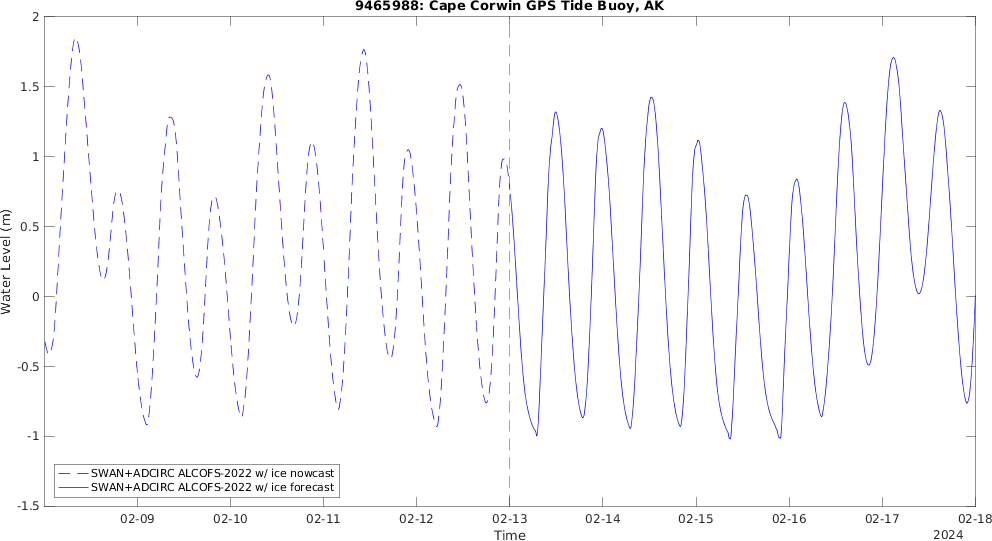 9465988: Cape Corwin GPS Tide Buoy, AK
2
1.5
1
0.5
0
-0.5
-1
-1.5
Water Level (m)
SWAN+ADCIRC ALCOFS-2022 w/ ice nowcast
SWAN+ADCIRC ALCOFS-2022 w/ ice forecast
02-09 02-10 02-11 02-12 02-13 02-14 02-15 02-16 02-17 02-18
Time
2024